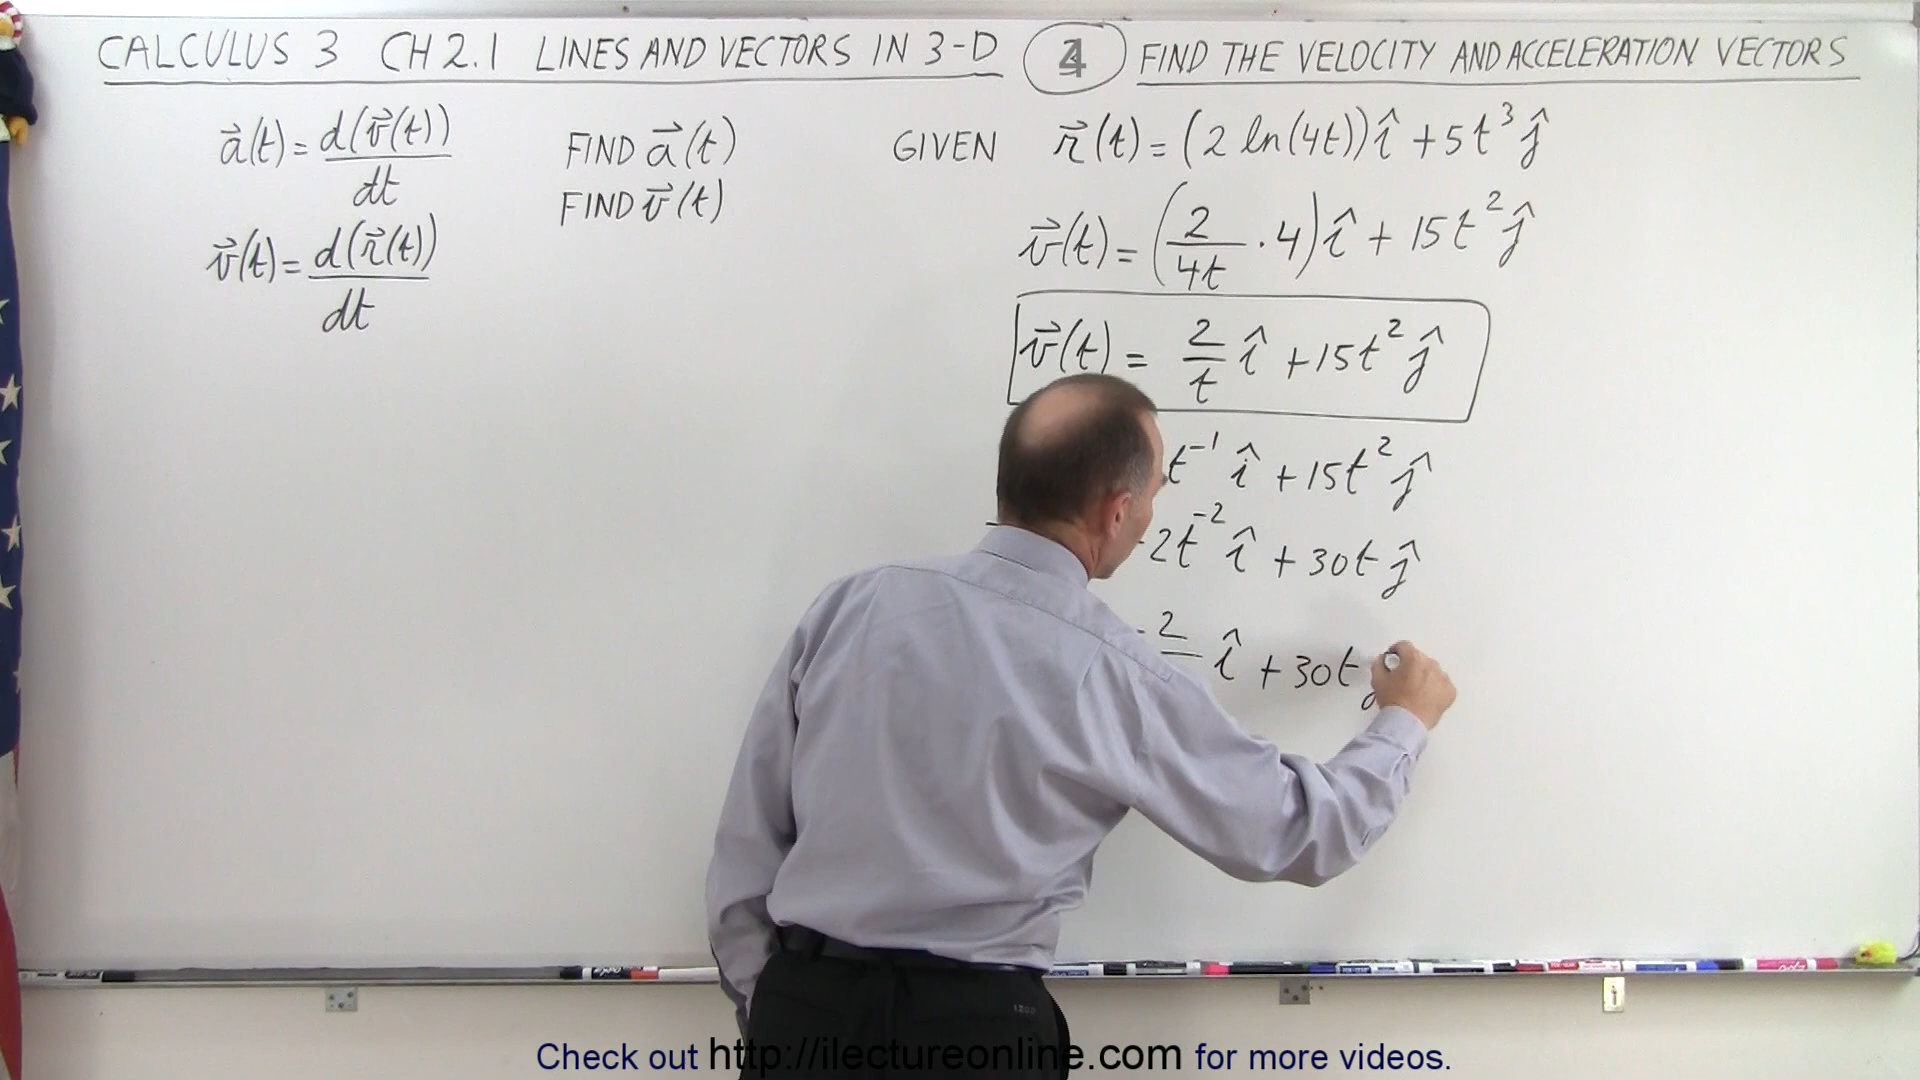 CALCULUS 3 CH 2.1 LINES AND VECTORS IN 3-D FIND THE VELOCITY AND ACCELERATION VECTORS
a⃗(t) = d(v⃗(t))/dt
v⃗(t) = d(r⃗(t))/dt
FIND a⃗(t)
FIND v⃗(t)
GIVEN r⃗(t) = (2 ln(4t)) î + 5t³ ĵ
v⃗(t) = (2/4t · 4) î + 15t² ĵ
v⃗(t) = 2/t î + 15t² ĵ
t⁻¹ î + 15t² ĵ
-2t⁻² î + 30t ĵ
-2 î + 30t
Check out http://ilectureonline.com for more videos.